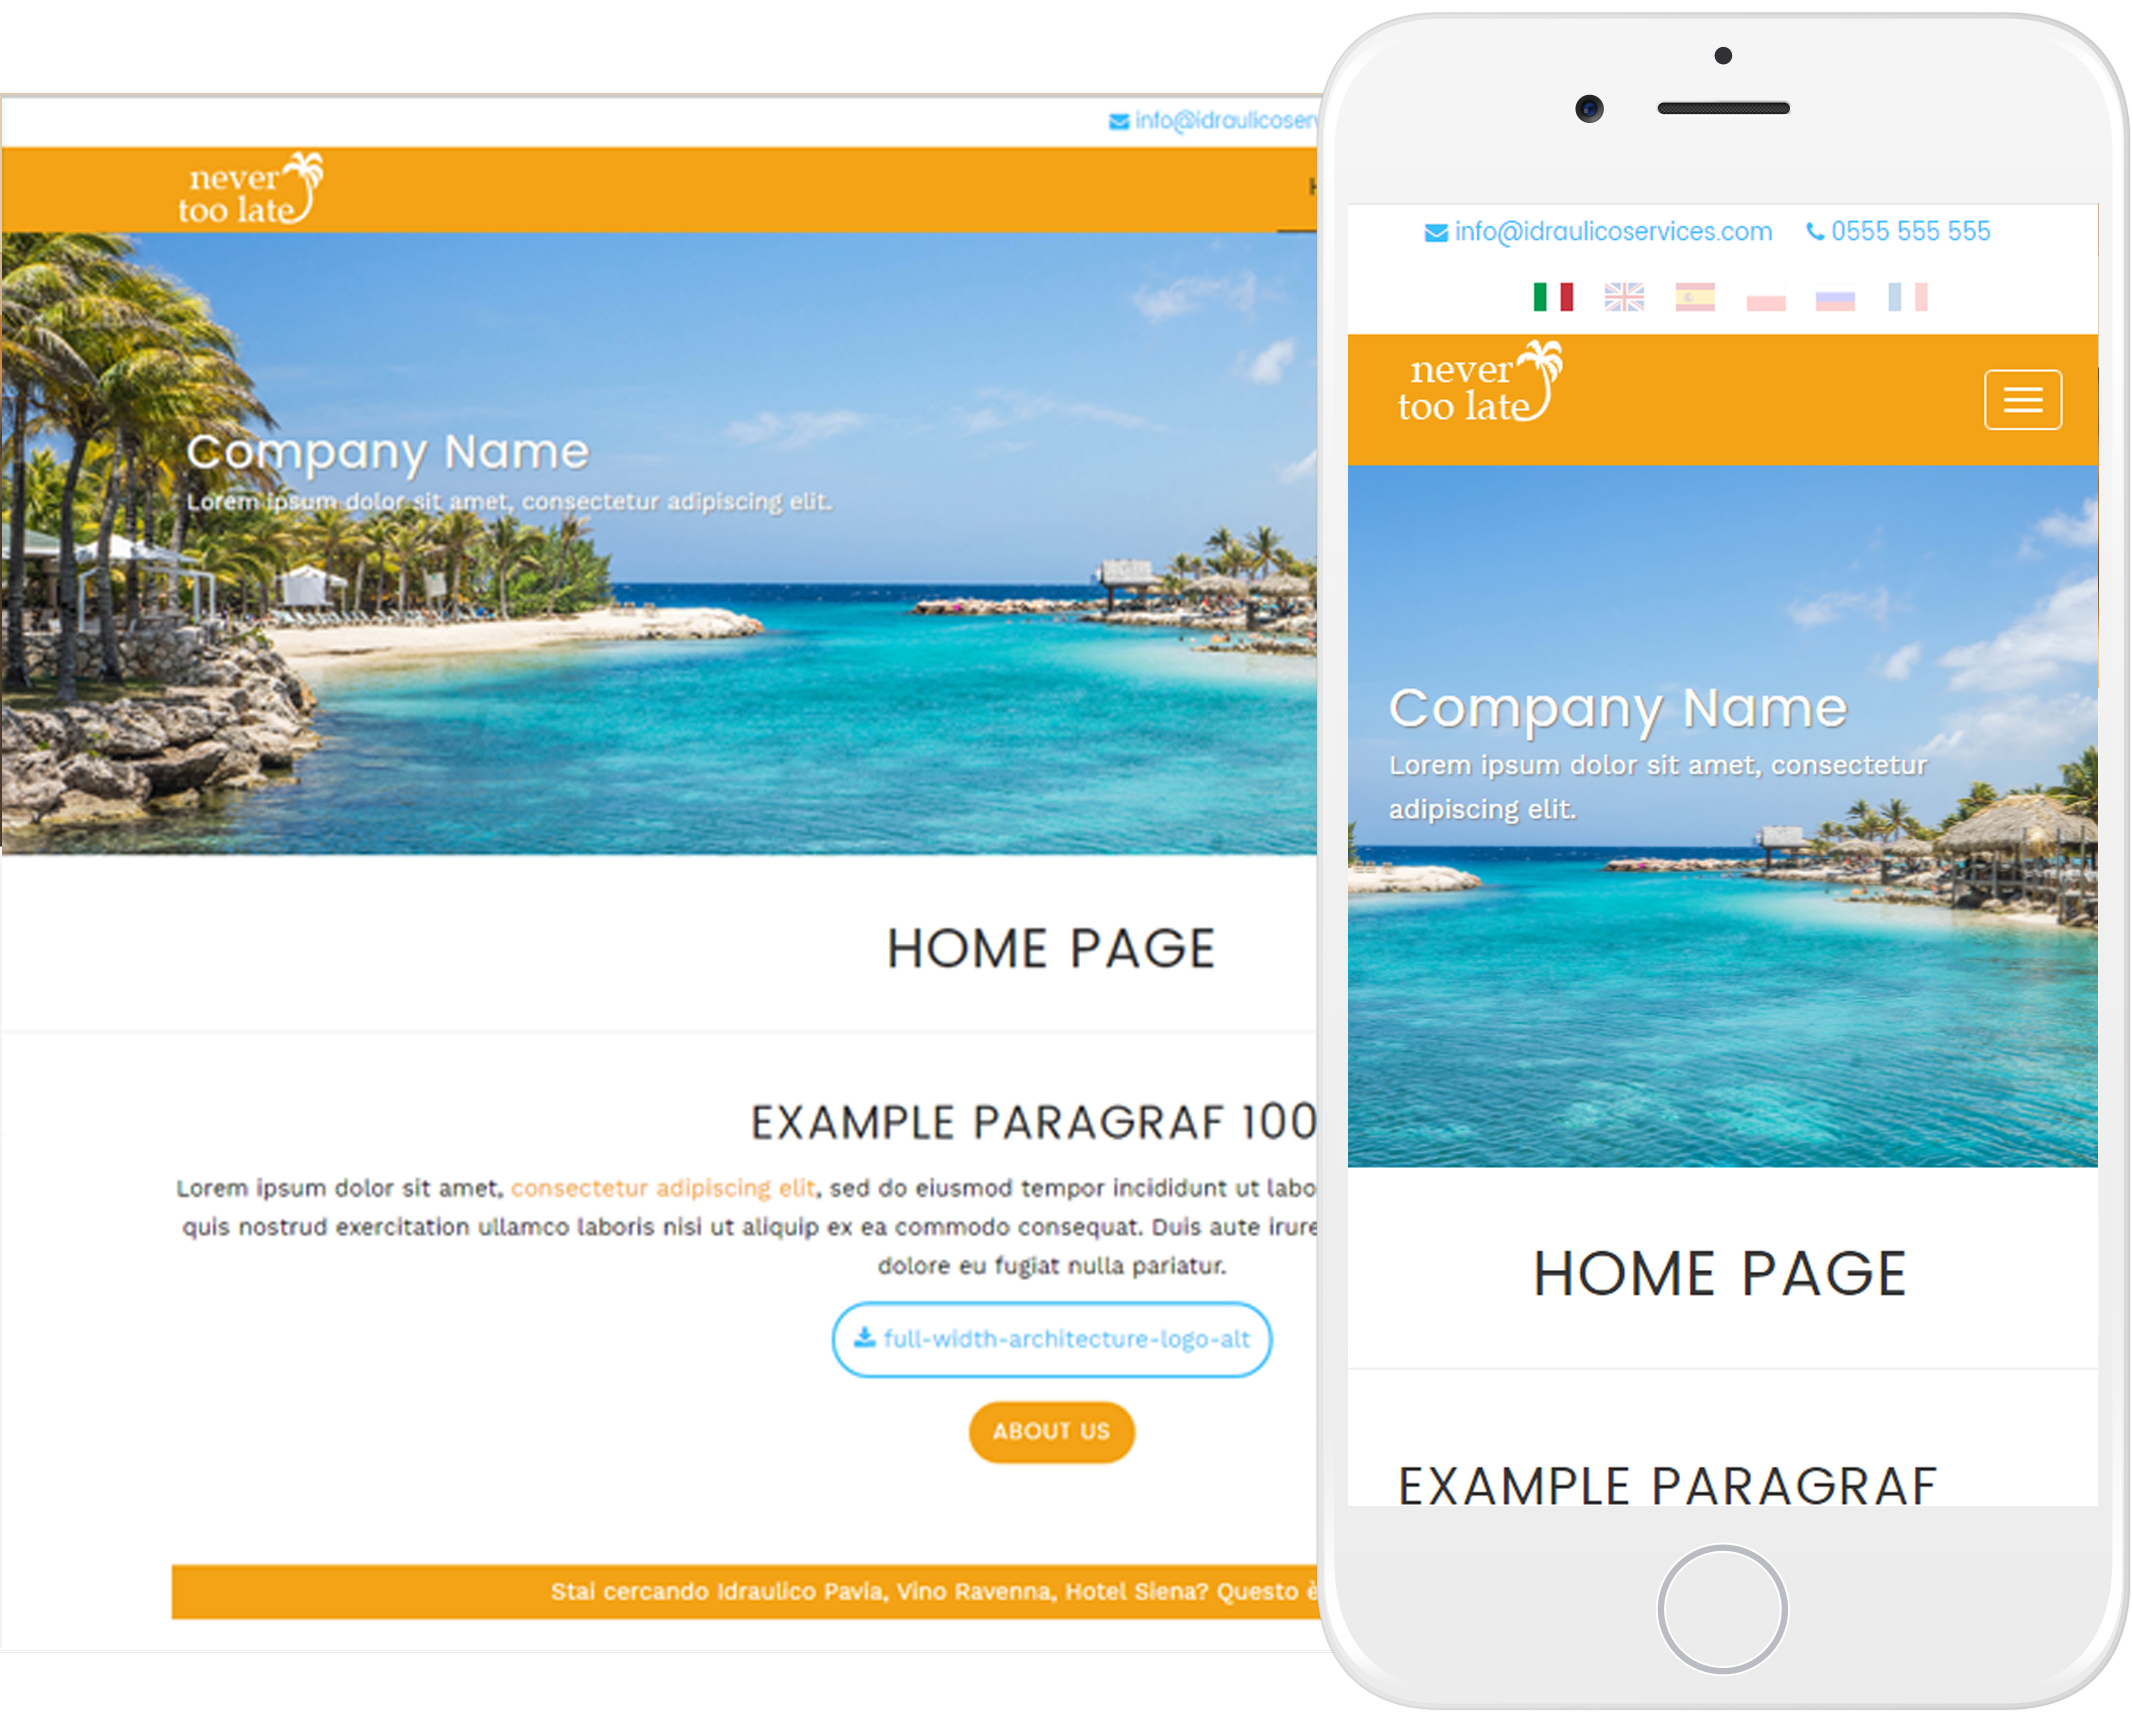 info@idraulicoser
never
too late
Company Name
Lorem ipsum dolor sit amet, consectetur adipiscing elit.
HOME PAGE
EXAMPLE PARAGRAF 100
Lorem ipsum dolor sit amet, consectetur adipiscing elit, sed do eiusmod tempor incididunt ut labo
quis nostrud exercitation ullamco laboris nisi ut aliquip ex ea commodo consequat. Duis aute irure
dolore eu fugiat nulla pariatur.
full-width-architecture-logo-alt
ABOUT US
Stai cercando Idraulico Pavia, Vino Ravenna, Hotel Siena? Questo è
info@idraulicoservices.com 0555 555 555
never
too late
Company Name
Lorem ipsum dolor sit amet, consectetur
adipiscing elit.
HOME PAGE
EXAMPLE PARAGRAF